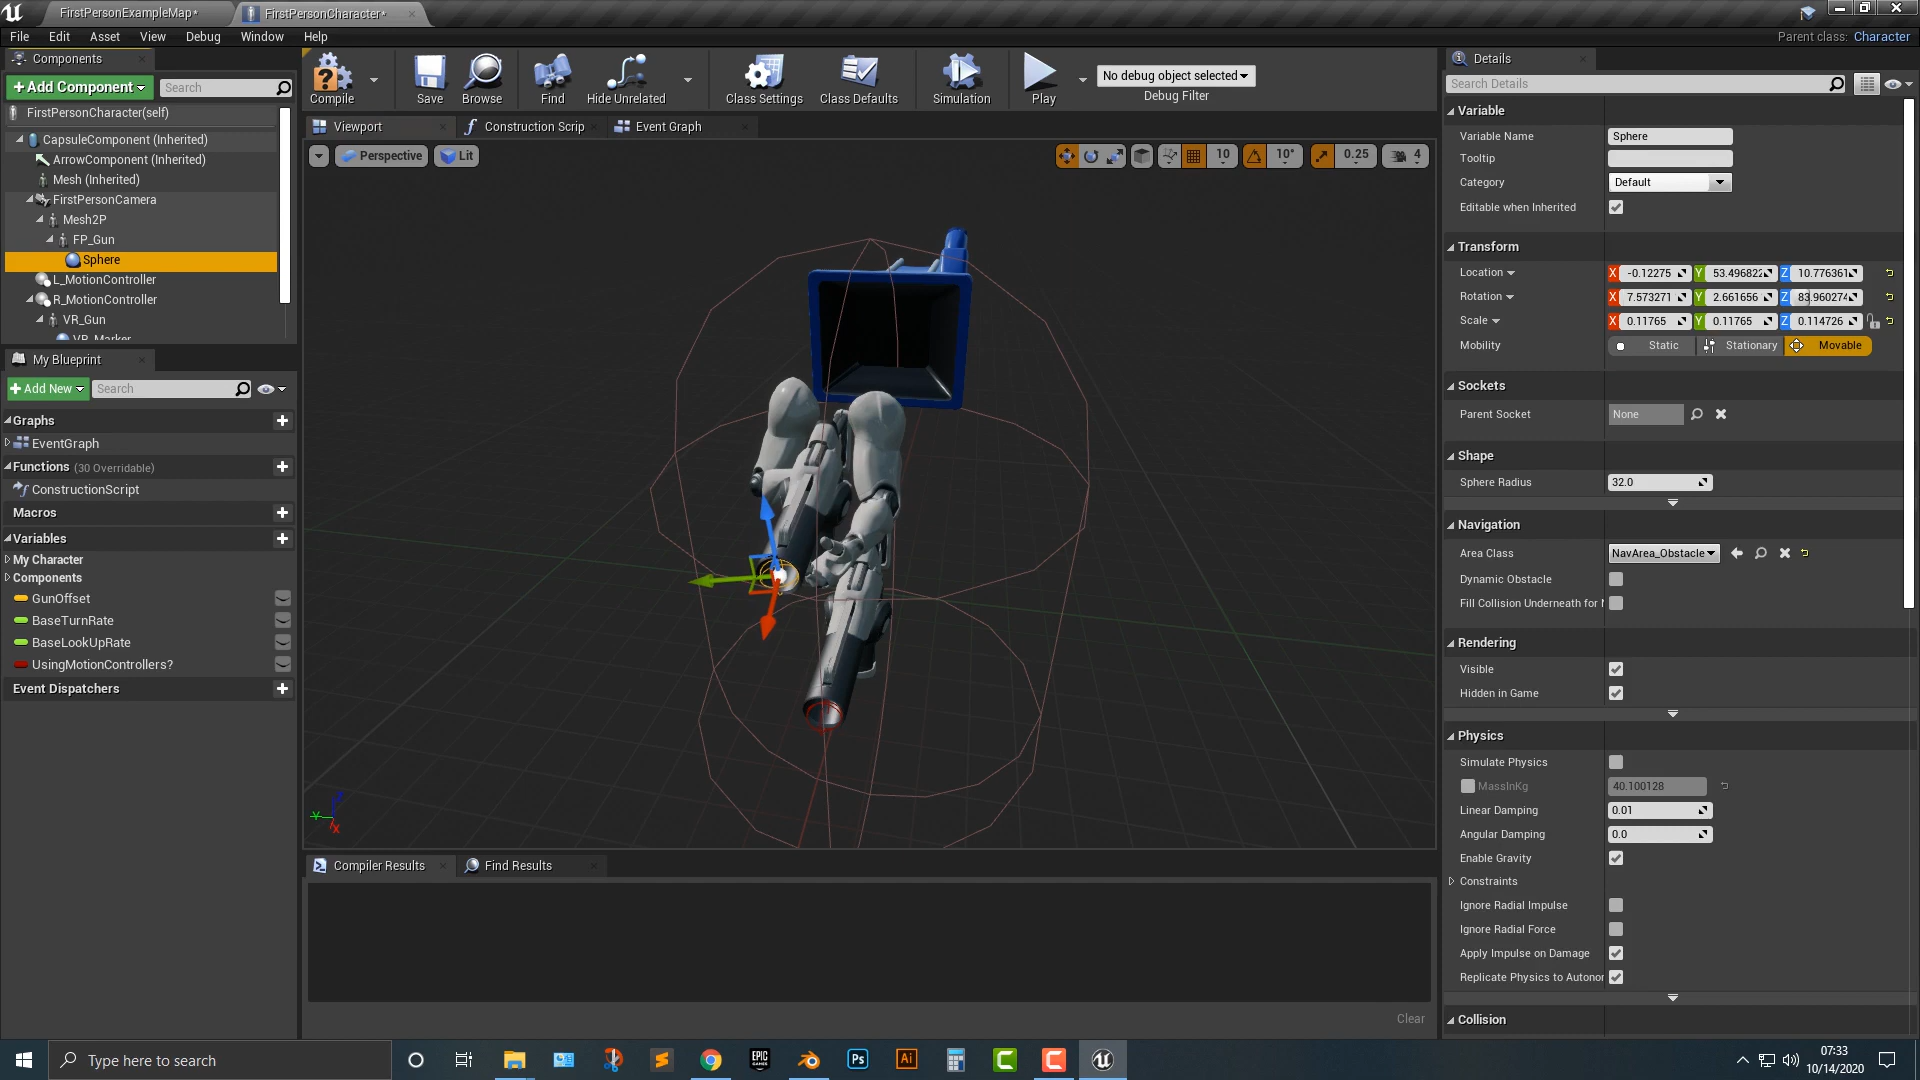 FirstPersonExampleMap*
FirstPersonCharacter*
File Edit Asset View Debug Window Help
Parent class: Character
Components
+Add Component
Search
FirstPersonCharacter(self)
CapsuleComponent (Inherited)
ArrowComponent (Inherited)
Mesh (Inherited)
FirstPersonCamera
Mesh2P
FP_Gun
Sphere
L_MotionController
R_MotionController
VR_Gun
My Blueprint
+Add New
Search
Graphs
EventGraph
Functions (30 Overridable)
ConstructionScript
Macros
Variables
My Character
Components
GunOffset
BaseTurnRate
BaseLookUpRate
UsingMotionControllers?
Event Dispatchers
Compile
Save
Browse
Find
Hide Unrelated
Class Settings
Class Defaults
Simulation
Play
No debug object selected
Debug Filter
Viewport
Construction Scrip
Event Graph
Perspective
Lit
10
10°
0.25
4
Compiler Results
Find Results
Clear
Details
Search Details
Variable
Variable Name Sphere
Tooltip
Category Default
Editable when Inherited
Transform
Location X -0.12275 Y 53.496822 Z 10.776361
Rotation X 7.573271 Y 2.661656 Z 83.960274
Scale X 0.11765 Y 0.11765 Z 0.114726
Mobility Static Stationary Movable
Sockets
Parent Socket None
Shape
Sphere Radius 32.0
Navigation
Area Class NavArea_Obstacle
Dynamic Obstacle
Fill Collision Underneath for
Rendering
Visible
Hidden in Game
Physics
Simulate Physics
MassInKg 40.100128
Linear Damping 0.01
Angular Damping 0.0
Enable Gravity
Constraints
Ignore Radial Impulse
Ignore Radial Force
Apply Impulse on Damage
Replicate Physics to Autonor
Collision
Type here to search
EPIC GAMES
Ps
Ai
07:33
10/14/2020